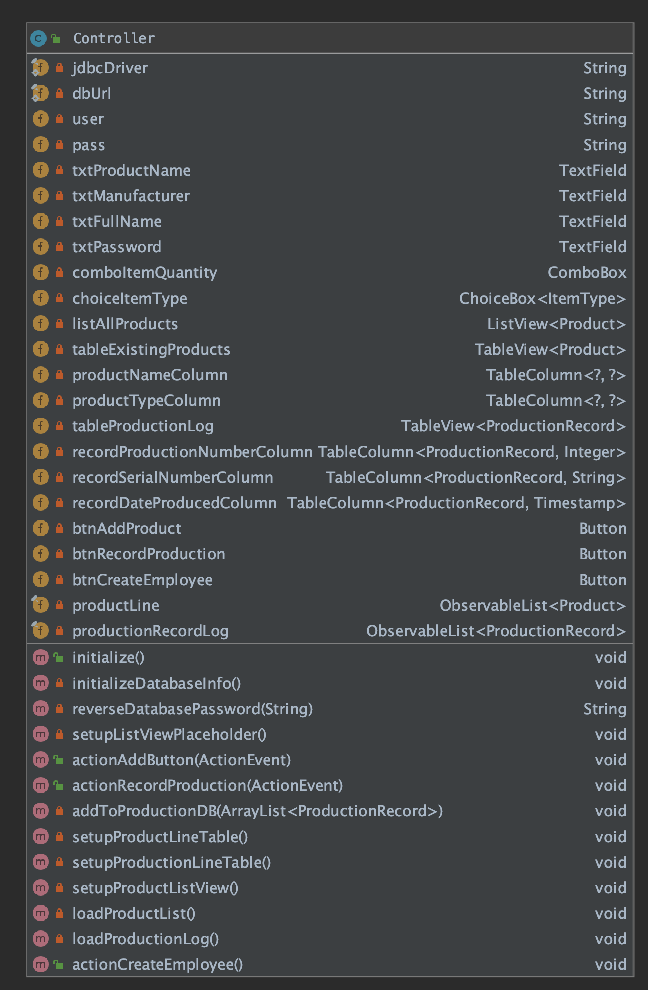 Controller
jdbcDriver String
dbUrl String
user String
pass String
txtProductName TextField
txtManufacturer TextField
txtFullName TextField
txtPassword TextField
comboItemQuantity ComboBox
choiceItemType ChoiceBox<ItemType>
listAllProducts ListView<Product>
tableExistingProducts TableView<Product>
productNameColumn TableColumn<?, ?>
productTypeColumn TableColumn<?, ?>
tableProductionLog TableView<ProductionRecord>
recordProductionNumberColumn TableColumn<ProductionRecord, Integer>
recordSerialNumberColumn TableColumn<ProductionRecord, String>
recordDateProducedColumn TableColumn<ProductionRecord, Timestamp>
btnAddProduct Button
btnRecordProduction Button
btnCreateEmployee Button
productLine ObservableList<Product>
productionRecordLog ObservableList<ProductionRecord>
initialize() void
initializeDatabaseInfo() void
reverseDatabasePassword(String) String
setupListViewPlaceholder() void
actionAddButton(ActionEvent) void
actionRecordProduction(ActionEvent) void
addToProductionDB(ArrayList<ProductionRecord>) void
setupProductLineTable() void
setupProductionLineTable() void
setupProductListView() void
loadProductList() void
loadProductionLog() void
actionCreateEmployee() void